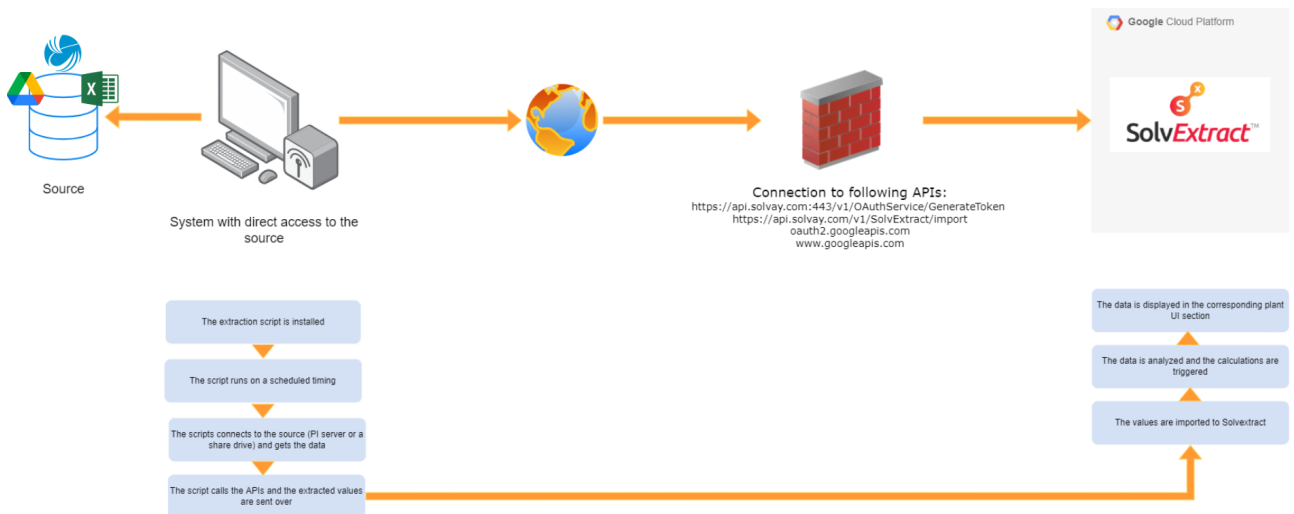 Google Cloud Platform
X
S
X
SolvExtract™
Source
System with direct access to the
source
Connection to following APIs:
https://api.solvay.com:443/v1/OAuthService/GenerateToken
https://api.solvay.com/v1/SolvExtract/import
oauth2.googleapis.com
www.googleapis.com
The extraction script is installed
The script runs on a scheduled timing
The scripts connects to the source (PI server or a
share drive) and gets the data
The script calls the APIs and the extracted values
are sent over
The data is displayed in the corresponding plant
UI section
The data is analyzed and the calculations are
triggered
The values are imported to Solvextract